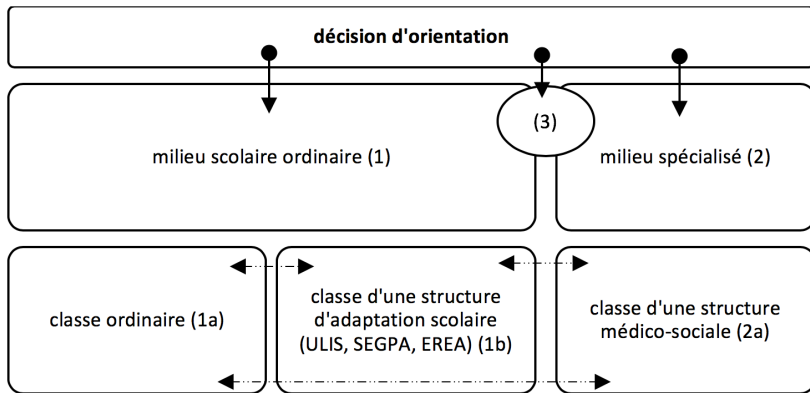 décision d'orientation
(3)
milieu scolaire ordinaire (1)
milieu spécialisé (2)
classe ordinaire (1a)
classe d'une structure
d'adaptation scolaire
(ULIS, SEGPA, EREA) (1b)
classe d'une structure
médico-sociale (2a)